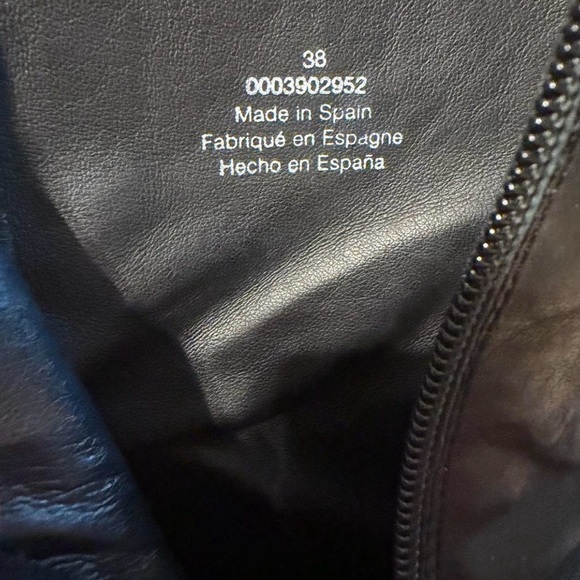 38
0003902952
Made in Spain
Fabriqué en Espagne
Hecho en España